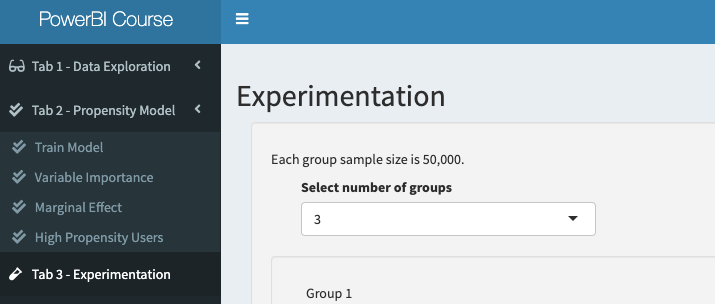 PowerBI Course
Tab 1 - Data Exploration
Tab 2 - Propensity Model
Train Model
Variable Importance
Marginal Effect
High Propensity Users
Tab 3 - Experimentation
Experimentation
Each group sample size is 50,000.
Select number of groups
3
Group 1